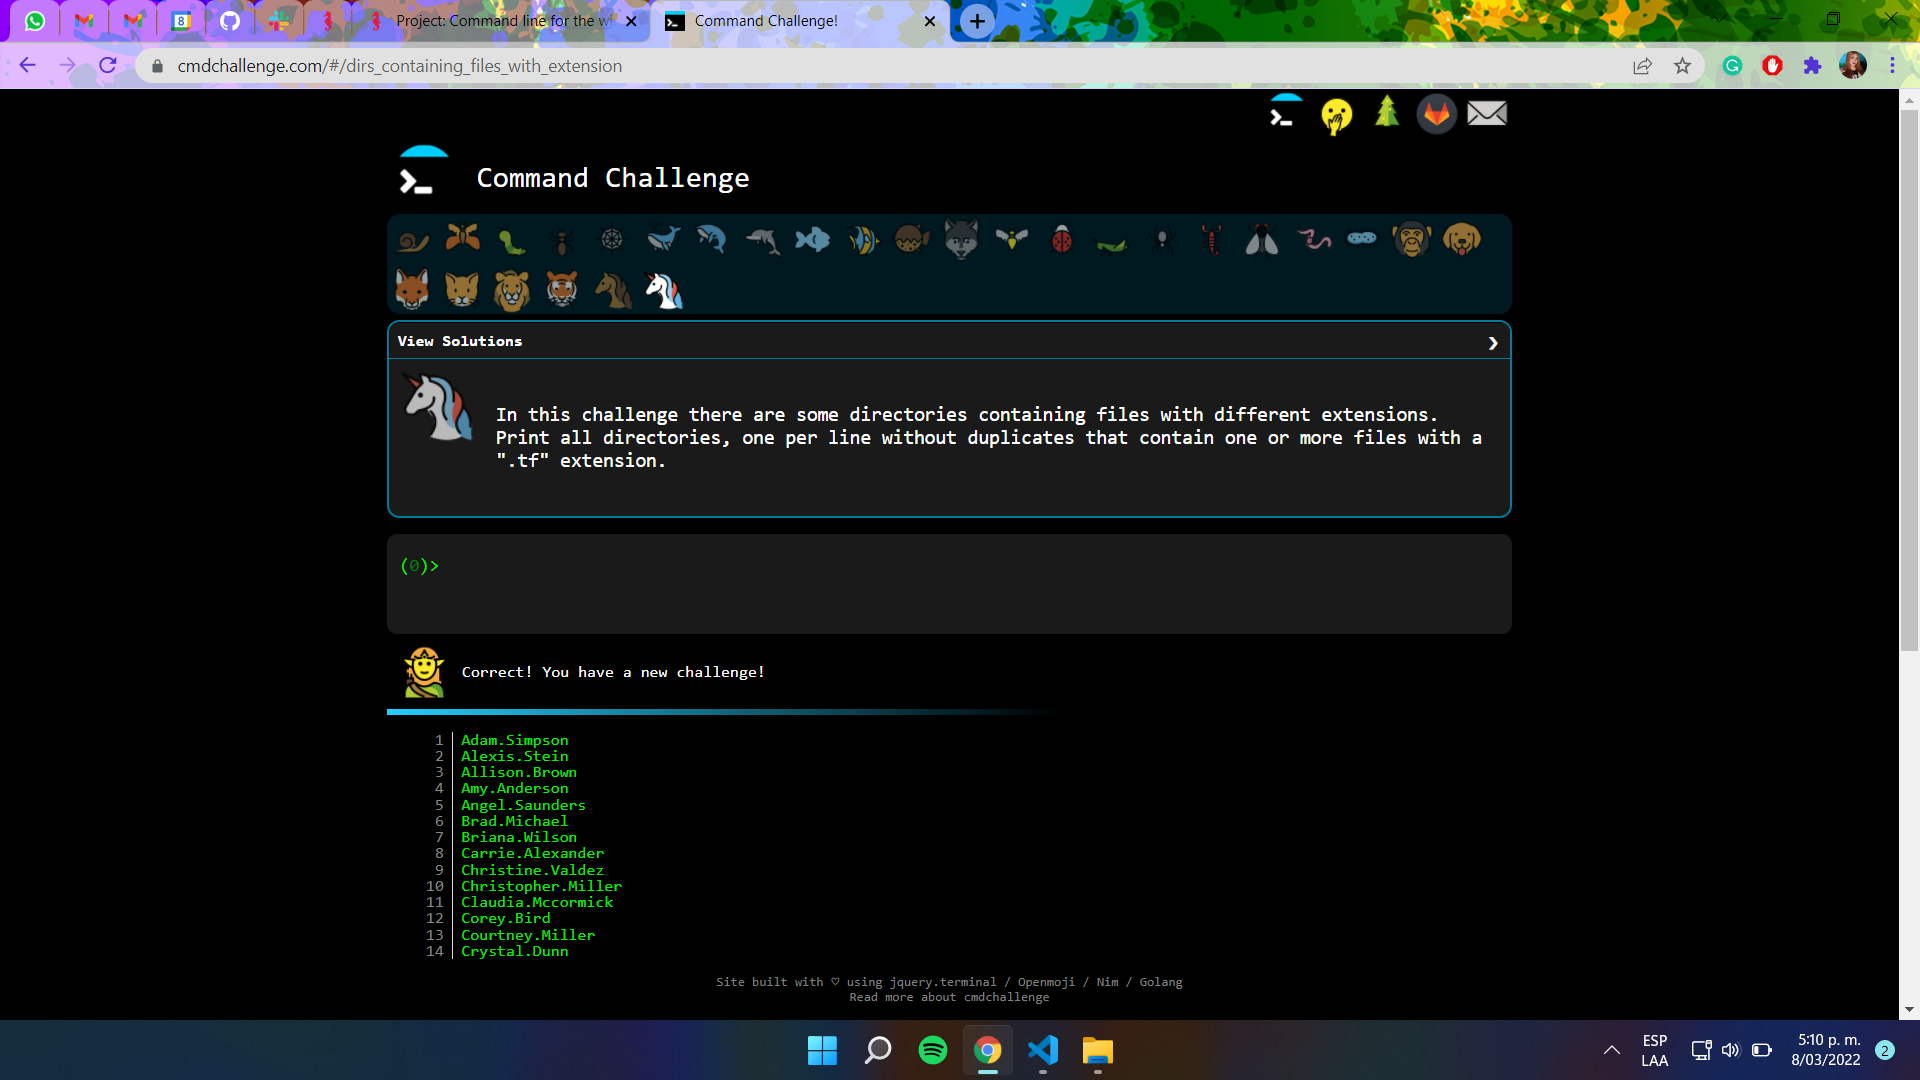 Project: Command line for the w
Command Challenge!
cmdchallenge.com/#/dirs_containing_files_with_extension
Command Challenge
View Solutions
In this challenge there are some directories containing files with different extensions.
Print all directories, one per line without duplicates that contain one or more files with a
".tf" extension.
(0)>
Correct! You have a new challenge!
1 Adam.Simpson
2 Alexis.Stein
3 Allison.Brown
4 Amy.Anderson
5 Angel.Saunders
6 Brad.Michael
7 Briana.Wilson
8 Carrie.Alexander
9 Christine.Valdez
10 Christopher.Miller
11 Claudia.Mccormick
12 Corey.Bird
13 Courtney.Miller
14 Crystal.Dunn
Site built with ♡ using jquery.terminal / Openmoji / Nim / Golang
Read more about cmdchallenge
ESP
LAA
5:10 p. m.
8/03/2022
2